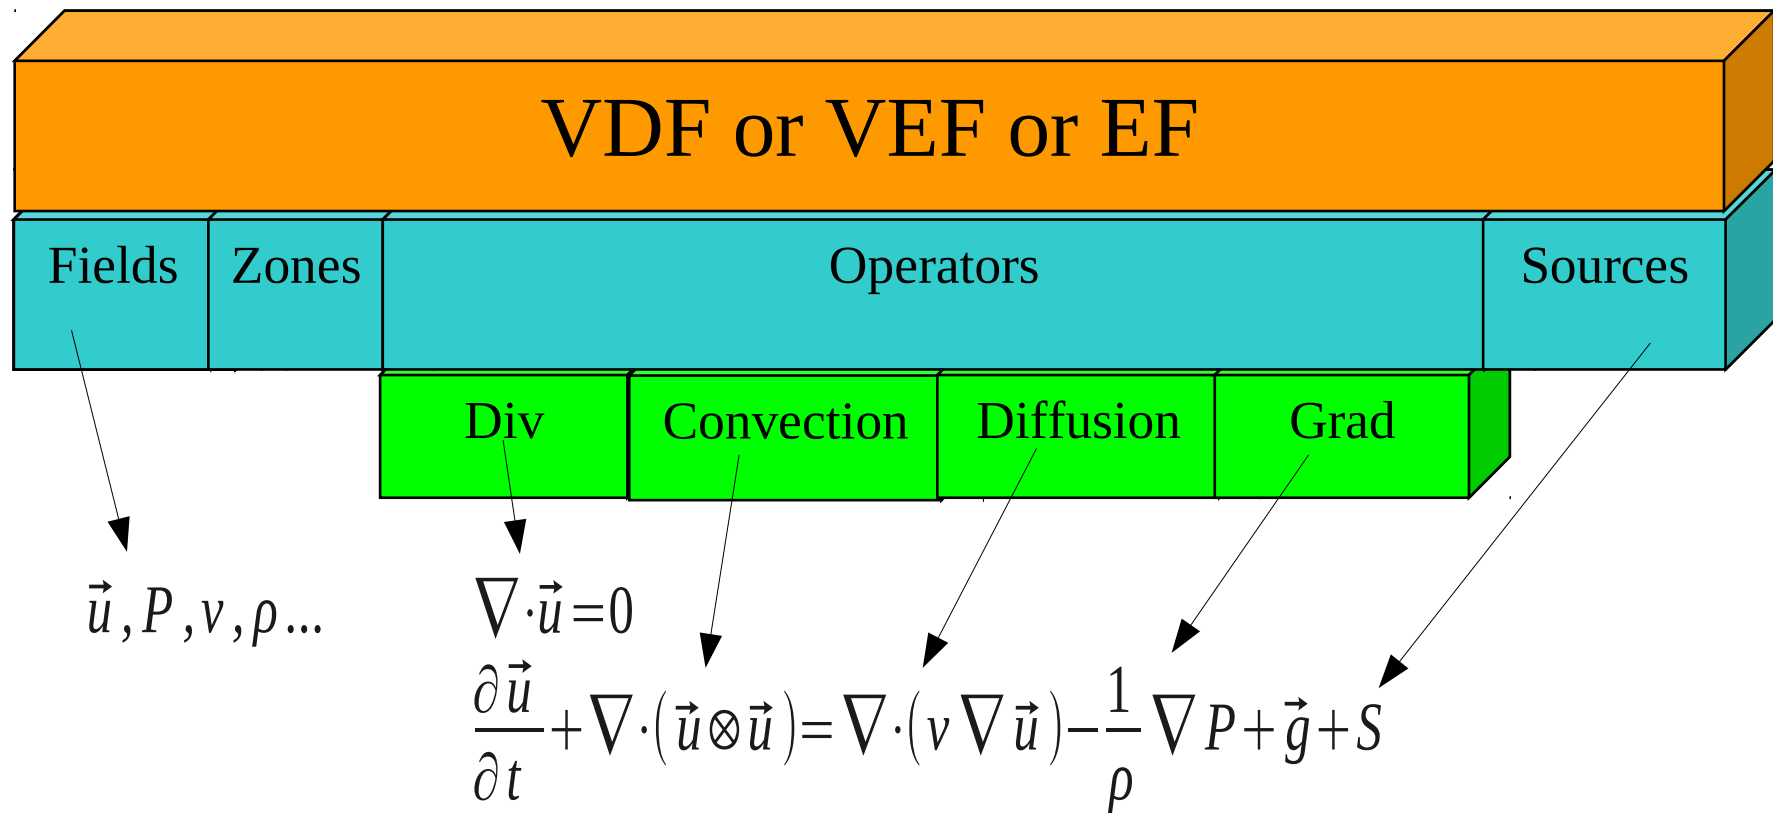 VDF or VEF or EF
Fields Zones Operators Sources
Div Convection Diffusion Grad
u⃗ , P , ν , ρ ...
∇·u⃗ =0
∂u⃗/∂t + ∇·(u⃗⊗u⃗) = ∇·(ν∇u⃗) − 1/ρ ∇P + g⃗ + S